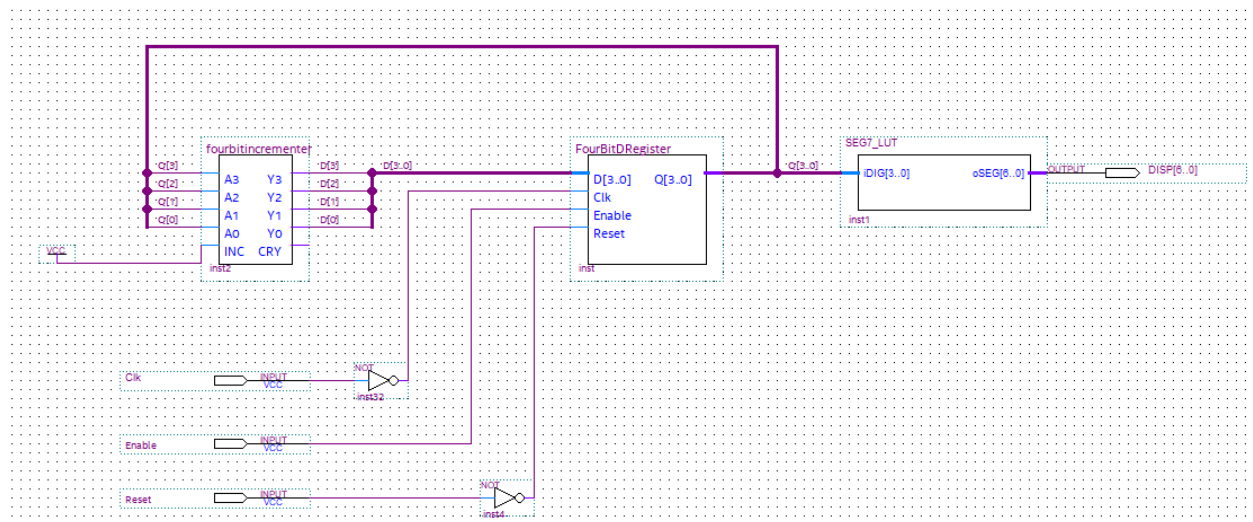 SEG7_LUT
fourbitincrementer
FourBitDRegister
Q[3] A3 Y3 D[3] D[3..0]
D[3..0] Q[3..0] Q[3..0]
iDIG[3..0] oSEG[6..0] OUTPUT DISP[6..0]
Q[2] A2 Y2 D[2]
Clk
Q[1] A1 Y1 D[1]
Enable
Q[0] A0 Y0 D[0]
Reset
inst1
VCC
INC CRY
inst2
inst
NOT
Clk INPUT
VCC
inst32
Enable INPUT
VCC
NOT
Reset INPUT
VCC
inst4